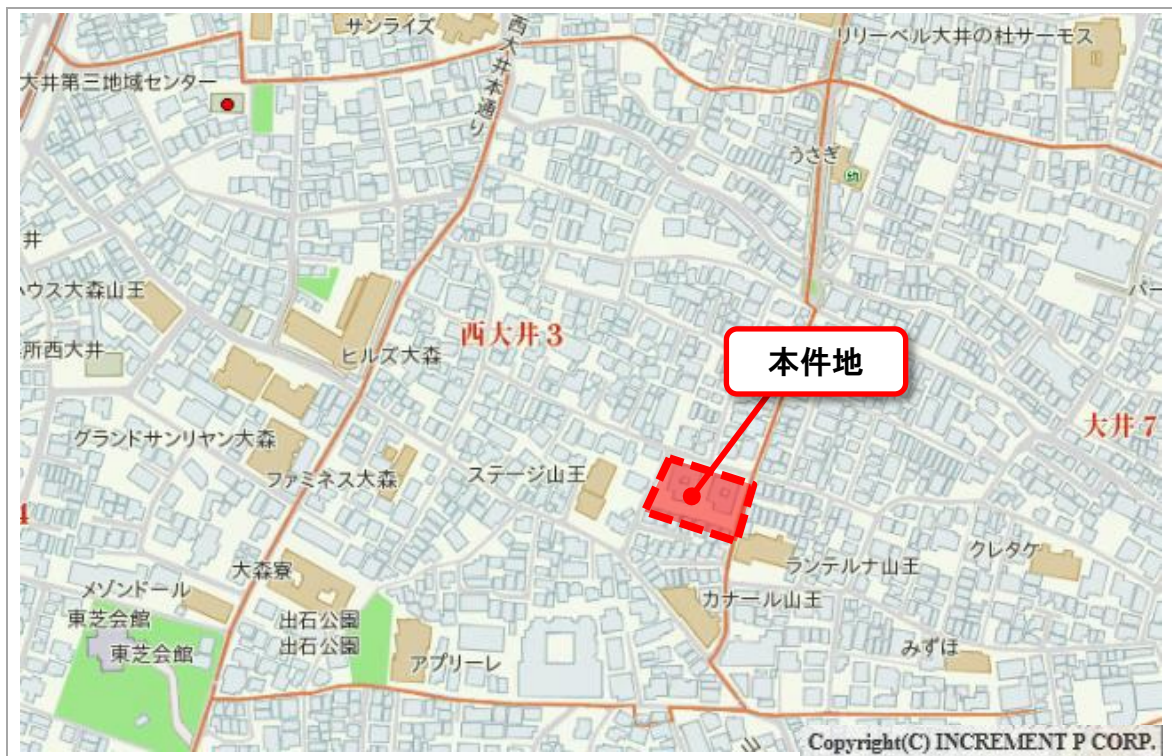 サンライズ
リリーベル大井の杜サーモス
西大井本通り
大井第三地域センター
うさぎ
幼
井
ハウス大森山王
西大井3
ヒルズ大森
所西大井
本件地
大井7
グランドサンリヤン大森
ファミネス大森
ステージ山王
4
クレタケ
ランテルナ山王
大森寮
メゾンドール
カナール山王
東芝会館
出石公園
東芝会館
出石公園
みずほ
アプリーレ
山
Copyright(C) INCREMENT P CORP.